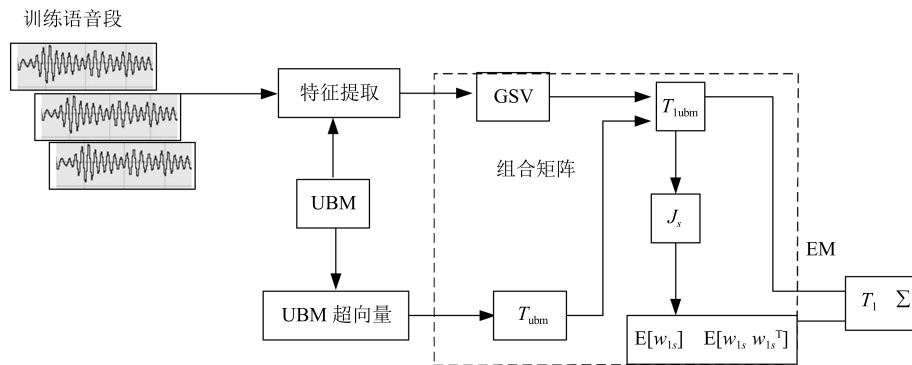 训练语音段
特征提取
GSV
T₁ubm
组合矩阵
UBM
Jₛ
EM
UBM 超向量
Tubm
E[w₁ₛ] E[w₁ₛ w₁ₛᵀ]
T₁ Σ